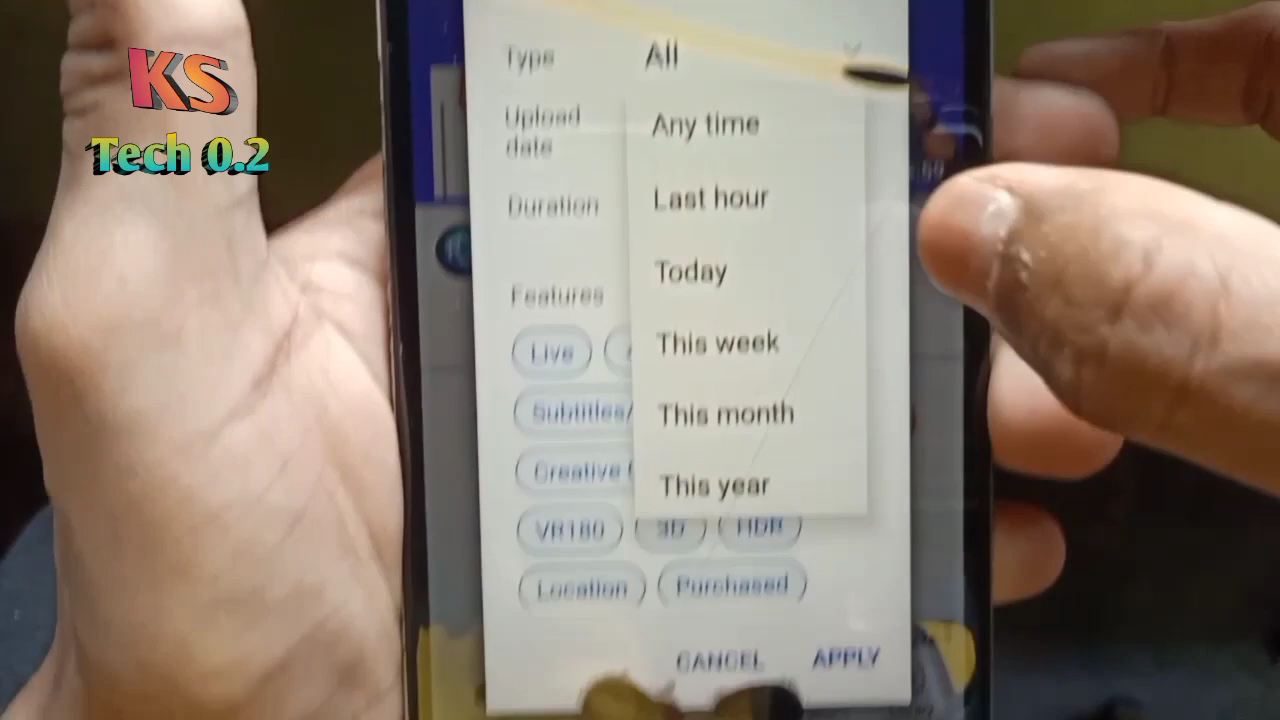 KS
Tech 0.2
Type
All
Upload
date
Any time
Last hour
Duration
Today
Features
This week
Live
This month
Subtitles/
Creative
This year
VR180
3D
HDR
Location
Purchased
CANCEL
APPLY